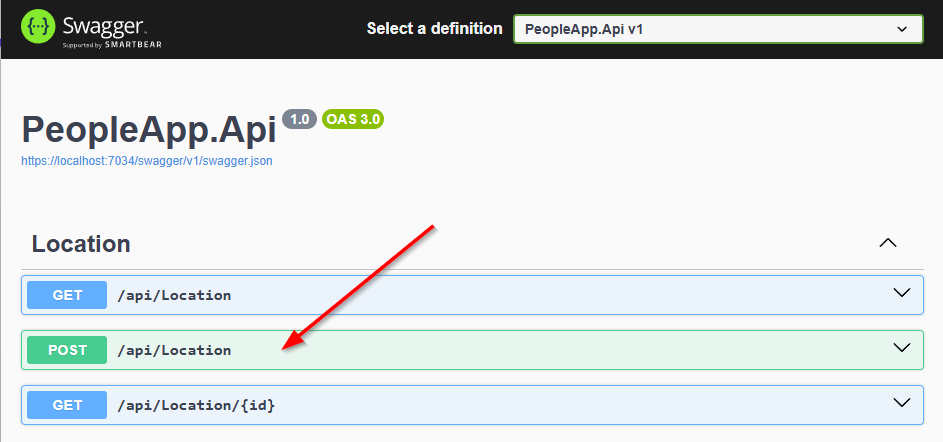 Swagger
Supported by SMARTBEAR
Select a definition
PeopleApp.Api v1
PeopleApp.Api 1.0 OAS 3.0
https://localhost:7034/swagger/v1/swagger.json
Location
GET /api/Location
POST /api/Location
GET /api/Location/{id}